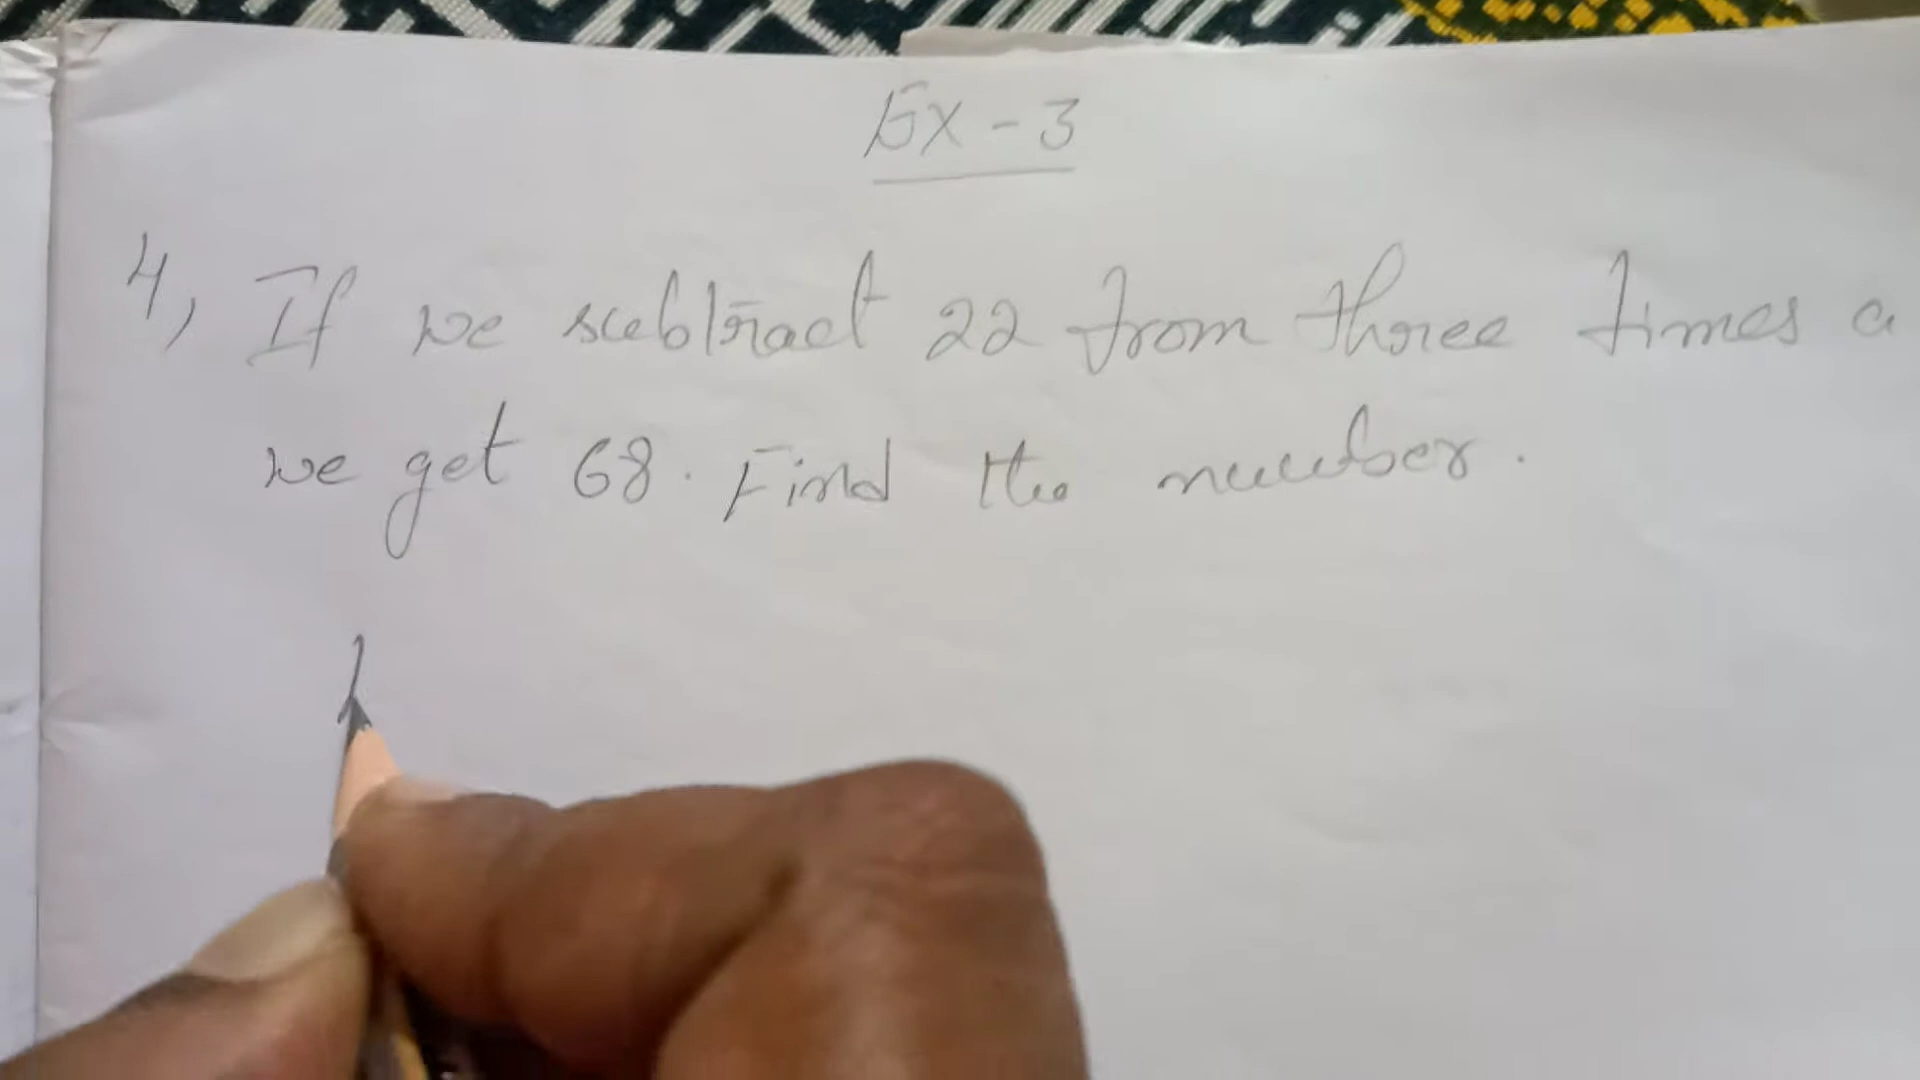 Ex - 3
4, If we subtract 22 from three times a
we get 68. Find the number.